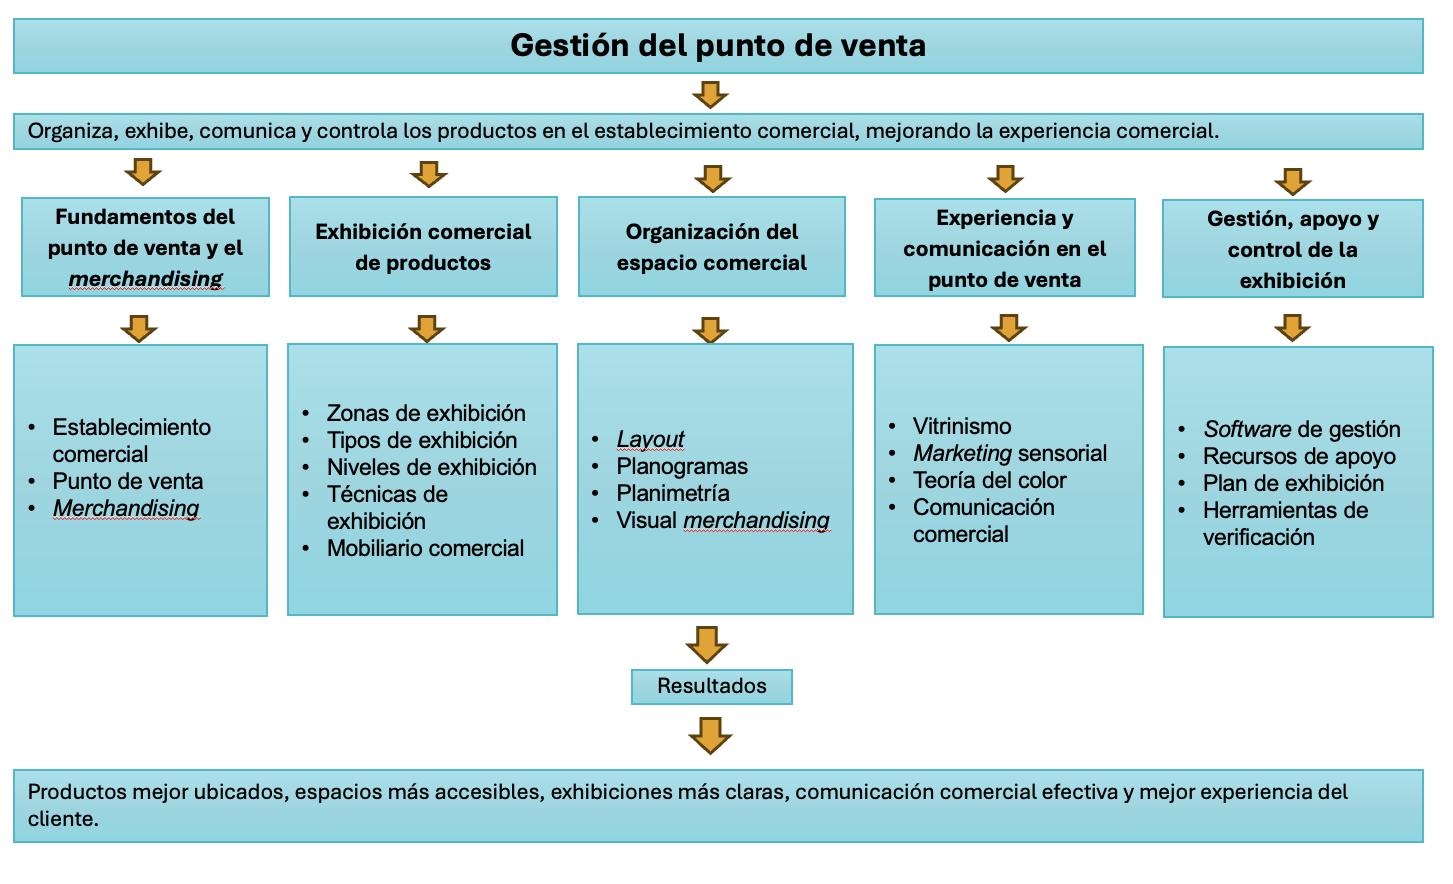 Gestión del punto de venta
Organiza, exhibe, comunica y controla los productos en el establecimiento comercial, mejorando la experiencia comercial.
Fundamentos del
punto de venta y el
merchandising
Exhibición comercial
de productos
Organización del
espacio comercial
Experiencia y
comunicación en el
punto de venta
Gestión, apoyo y
control de la
exhibición
• Establecimiento
comercial
• Punto de venta
• Merchandising
• Zonas de exhibición
• Tipos de exhibición
• Niveles de exhibición
• Técnicas de
exhibición
• Mobiliario comercial
• Layout
• Planogramas
• Planimetría
• Visual merchandising
• Vitrinismo
• Marketing sensorial
• Teoría del color
• Comunicación
comercial
• Software de gestión
• Recursos de apoyo
• Plan de exhibición
• Herramientas de
verificación
Resultados
Productos mejor ubicados, espacios más accesibles, exhibiciones más claras, comunicación comercial efectiva y mejor experiencia del
cliente.